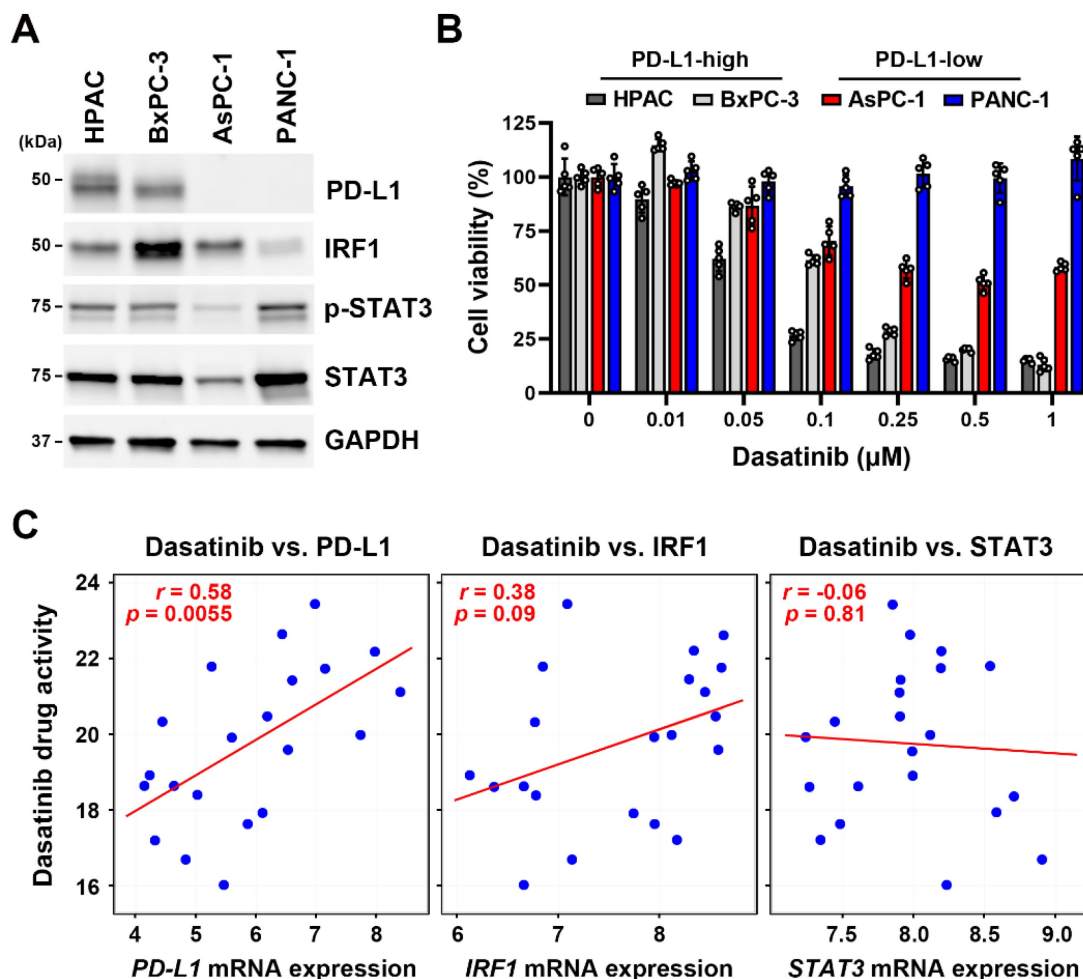 A
HPAC
BxPC-3
AsPC-1
PANC-1
(kDa)
50
PD-L1
50
IRF1
75
p-STAT3
75
STAT3
37
GAPDH
B
PD-L1-high
PD-L1-low
HPAC
BxPC-3
AsPC-1
PANC-1
Cell viability (%)
125
100
75
50
25
0
0 0.01 0.05 0.1 0.25 0.5 1
Dasatinib (µM)
C
Dasatinib vs. PD-L1
Dasatinib vs. IRF1
Dasatinib vs. STAT3
Dasatinib drug activity
24
22
20
18
16
r = 0.58
p = 0.0055
r = 0.38
p = 0.09
r = -0.06
p = 0.81
4 5 6 7 8
6 7 8
7.5 8.0 8.5 9.0
PD-L1 mRNA expression
IRF1 mRNA expression
STAT3 mRNA expression